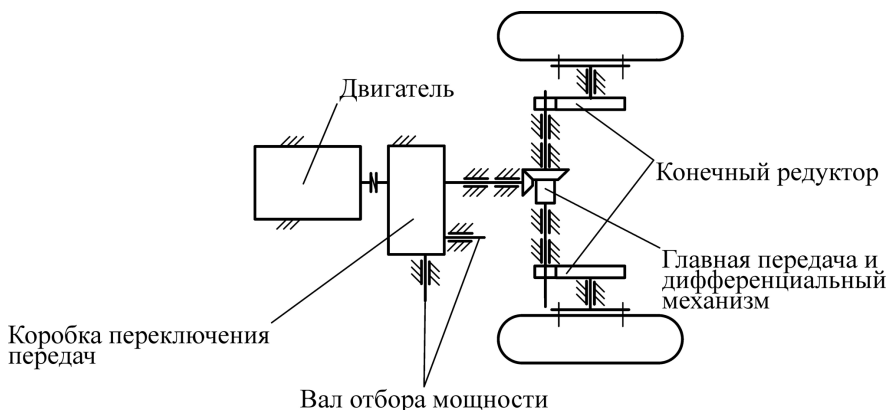 Двигатель
Конечный редуктор
Главная передача и
дифференциальный
механизм
Коробка переключения
передач
Вал отбора мощности